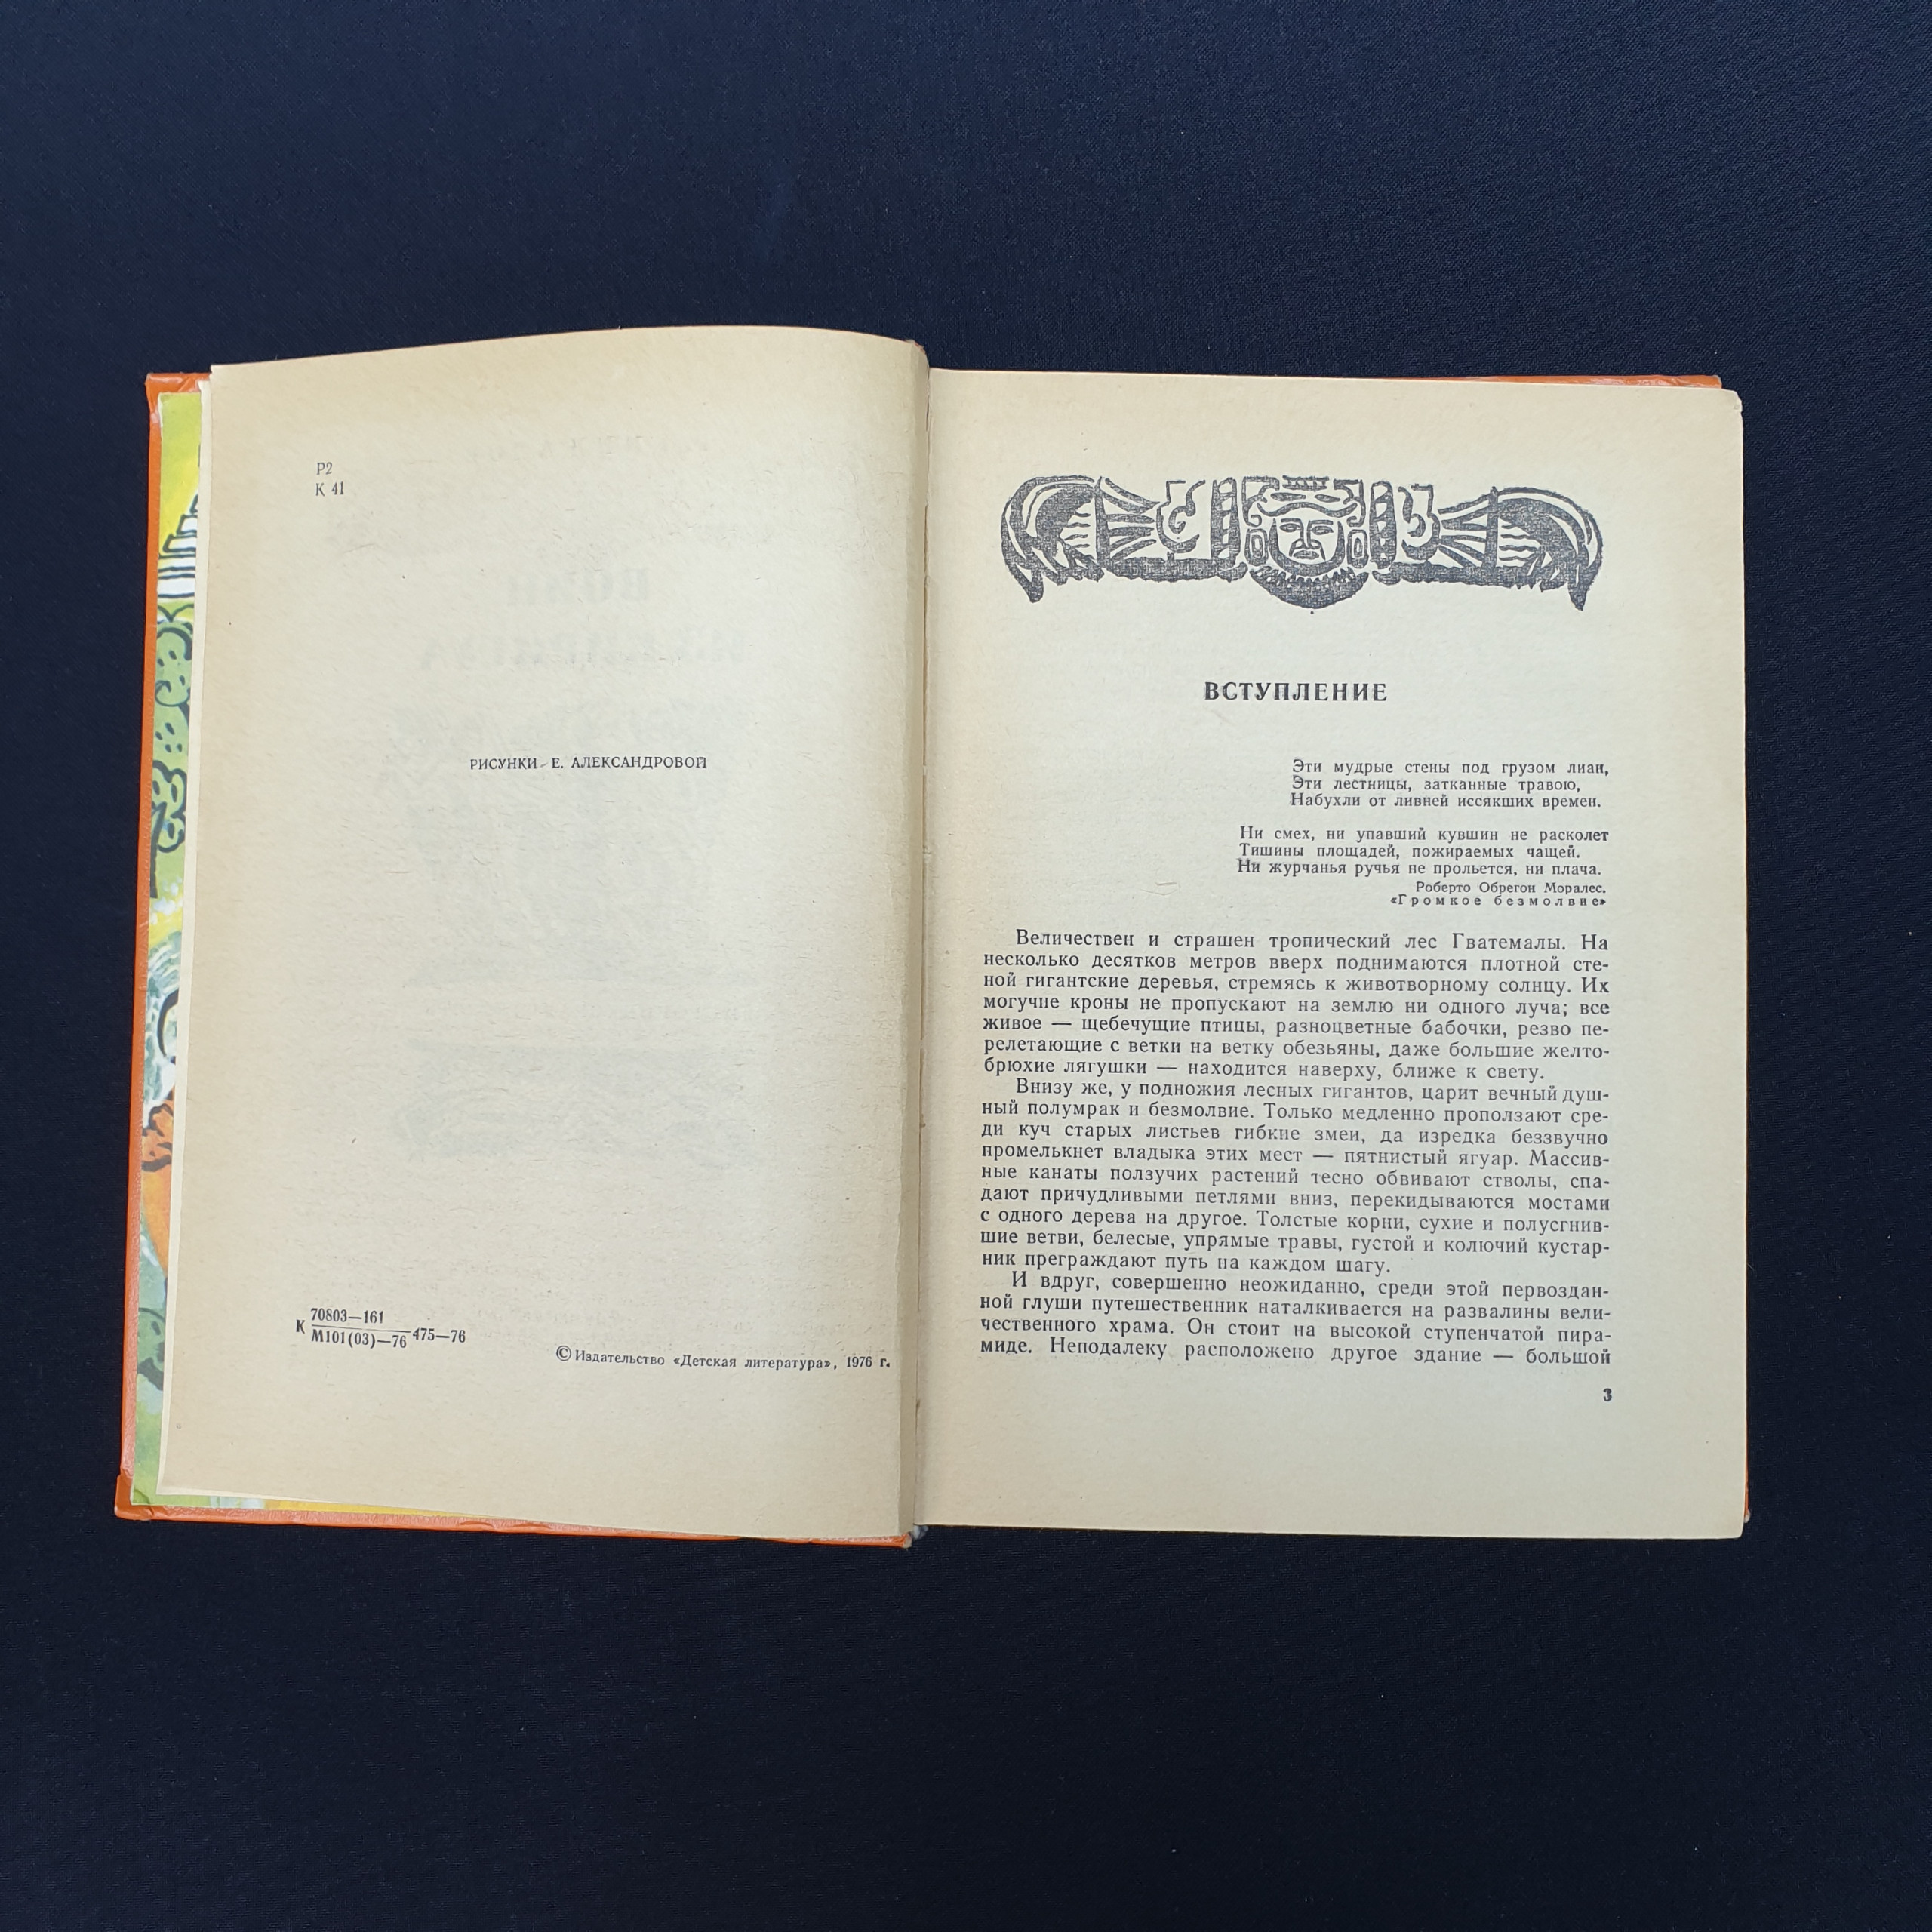 Р2
К 41
РИСУНКИ Е. АЛЕКСАНДРОВОЙ
К 70803—161
М101(03)—76 475—76
© Издательство «Детская литература», 1976 г.
ВСТУПЛЕНИЕ
Эти мудрые стены под грузом лиан,
Эти лестницы, затканные травою,
Набухли от ливней иссякших времен.
Ни смех, ни упавший кувшин не расколет
Тишины площадей, пожираемых чащей.
Ни журчанья ручья не прольется, ни плача.
Роберто Обрегон Моралес.
«Громкое безмолвие»
Величествен и страшен тропический лес Гватемалы. На
несколько десятков метров вверх поднимаются плотной сте-
ной гигантские деревья, стремясь к животворному солнцу. Их
могучие кроны не пропускают на землю ни одного луча; все
живое — щебечущие птицы, разноцветные бабочки, резво пе-
релетающие с ветки на ветку обезьяны, даже большие желто-
брюхие лягушки — находится наверху, ближе к свету.
Внизу же, у подножия лесных гигантов, царит вечный душ-
ный полумрак и безмолвие. Только медленно проползают сре-
ди куч старых листьев гибкие змеи, да изредка беззвучно
промелькнет владыка этих мест — пятнистый ягуар. Массив-
ные канаты ползучих растений тесно обвивают стволы, спа-
дают причудливыми петлями вниз, перекидываются мостами
с одного дерева на другое. Толстые корни, сухие и полусгнив-
шие ветви, белесые, упрямые травы, густой и колючий кустар-
ник преграждают путь на каждом шагу.
И вдруг, совершенно неожиданно, среди этой первоздан-
ной глуши путешественник наталкивается на развалины вели-
чественного храма. Он стоит на высокой ступенчатой пира-
миде. Неподалеку расположено другое здание — большой
3